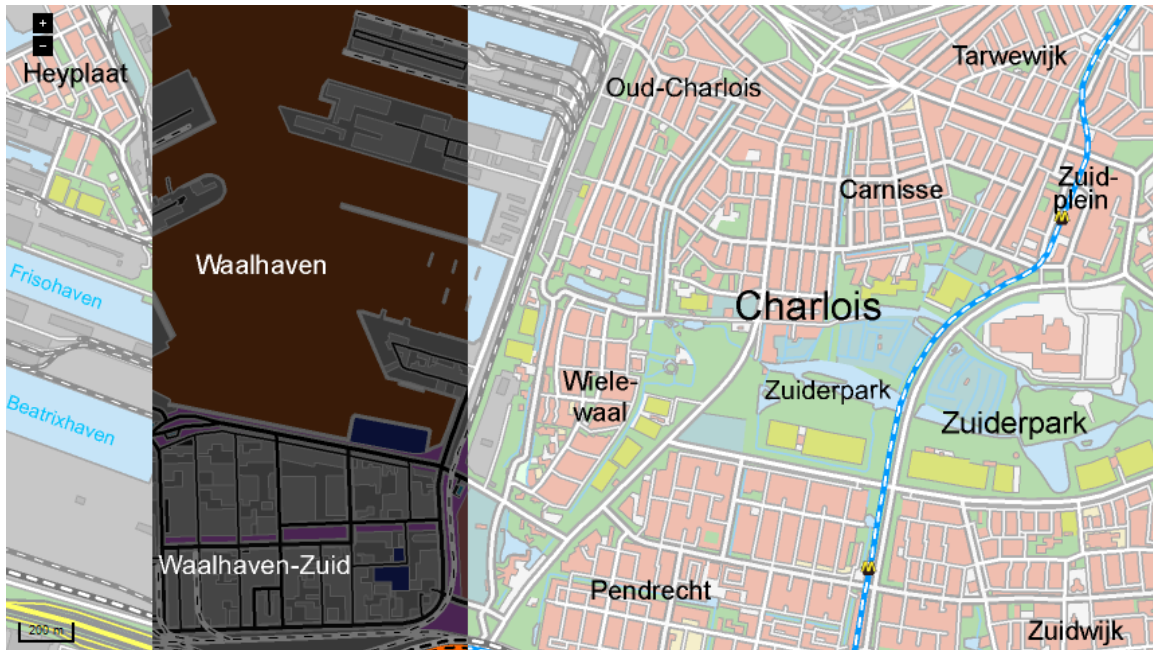 +
−
Heyplaat
Tarwewijk
Oud-Charlois
Zuid-
plein
Carnisse
Waalhaven
Frisohaven
Charlois
Wiele-
waal
Zuiderpark
Beatrixhaven
Zuiderpark
Waalhaven-Zuid
Pendrecht
200 m
Zuidwijk
M
M